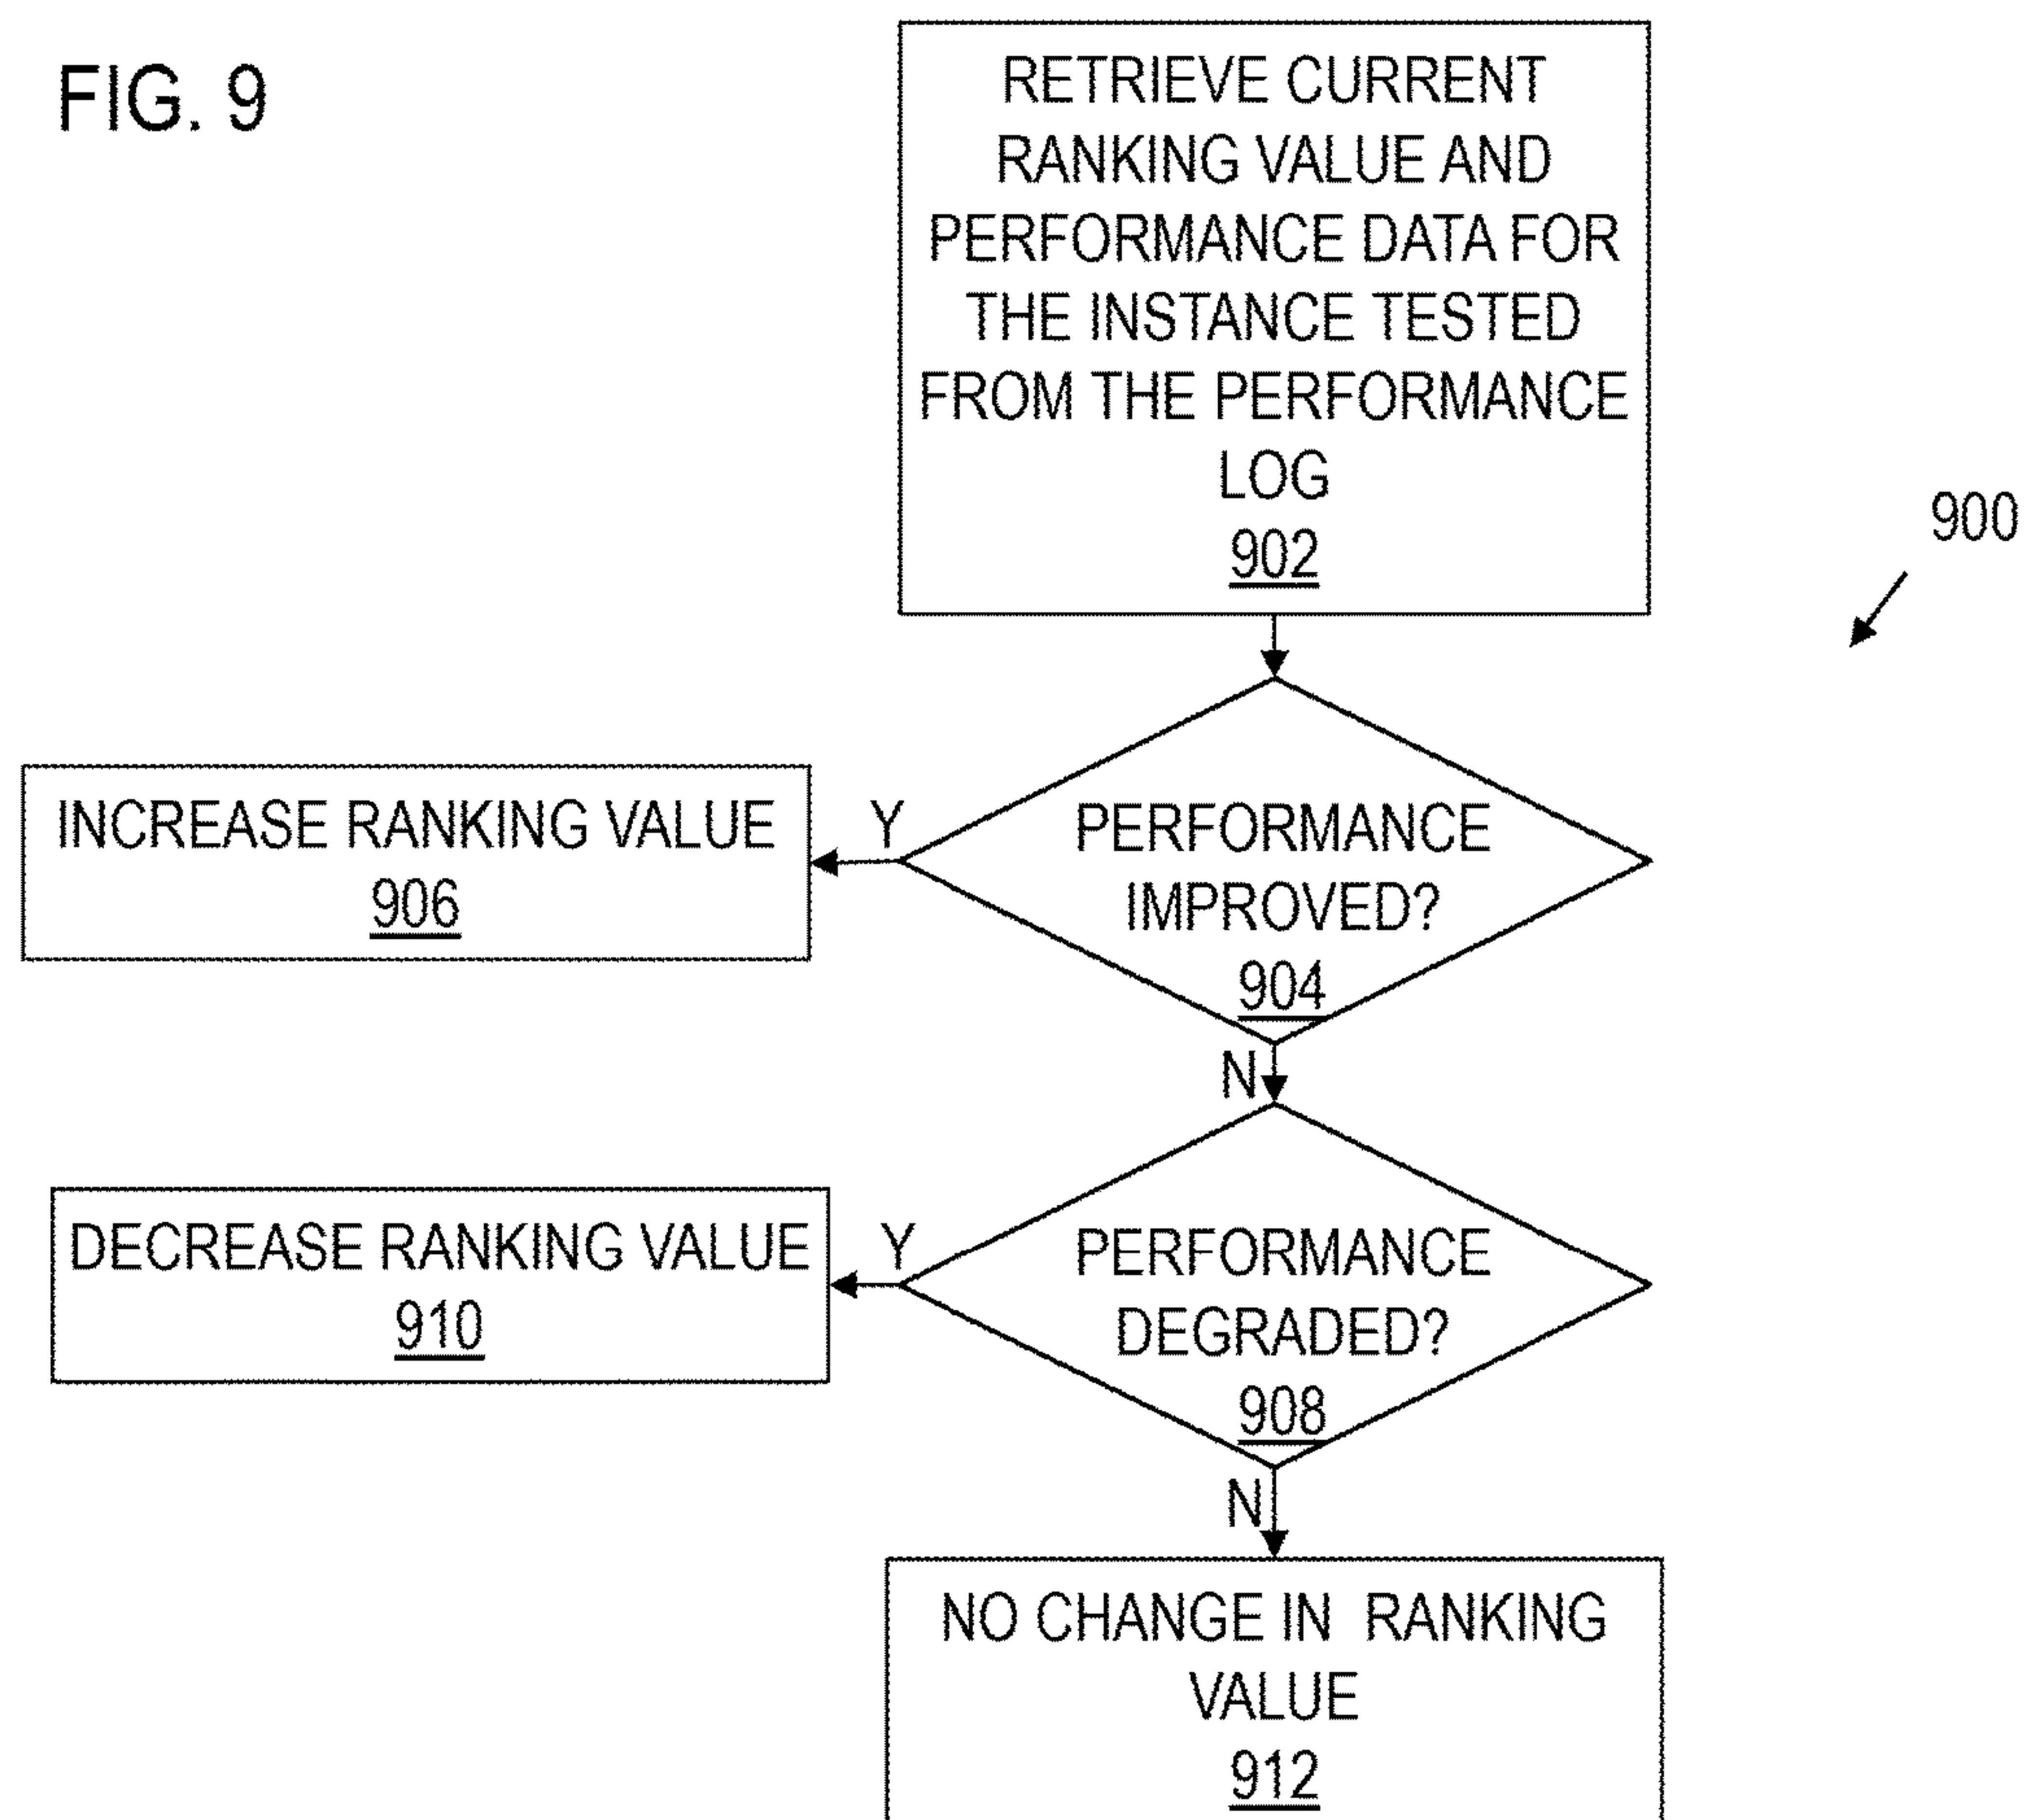 FIG. 9
RETRIEVE CURRENT
RANKING VALUE AND
PERFORMANCE DATA FOR
THE INSTANCE TESTED
FROM THE PERFORMANCE
LOG
902
900
PERFORMANCE
IMPROVED?
904
Y
INCREASE RANKING VALUE
906
N
PERFORMANCE
DEGRADED?
908
Y
DECREASE RANKING VALUE
910
N
NO CHANGE IN RANKING
VALUE
912